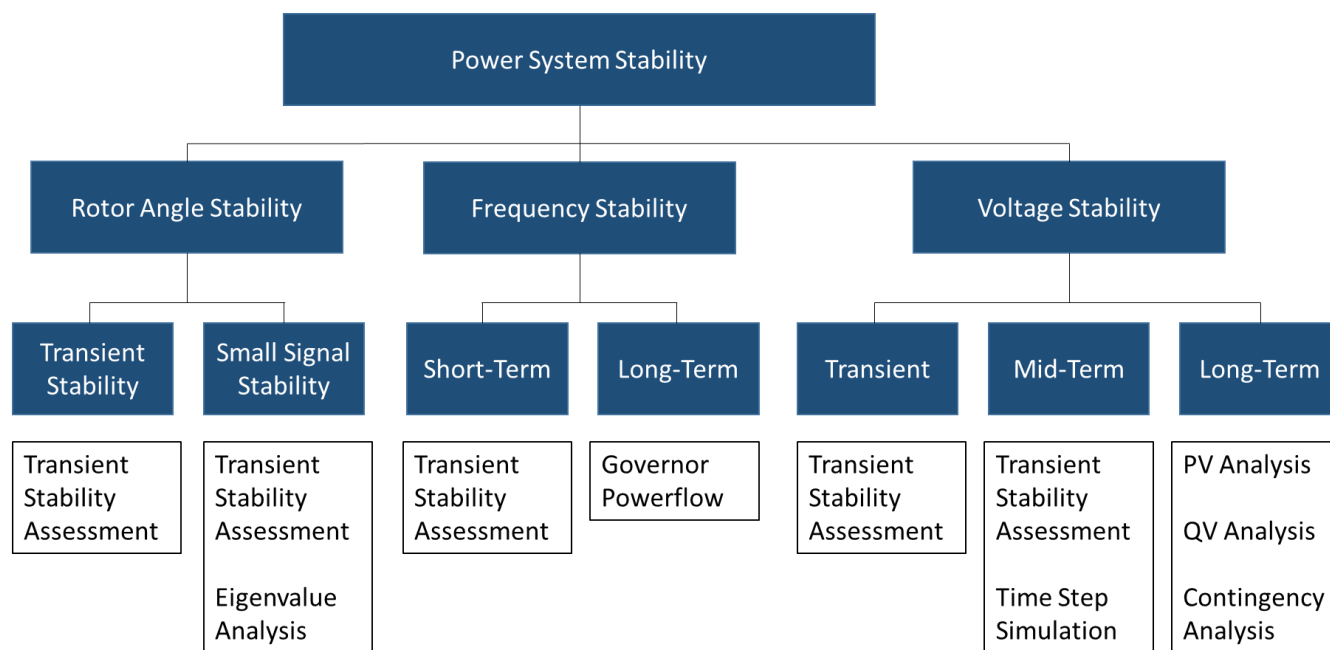 Power System Stability
Rotor Angle Stability
Frequency Stability
Voltage Stability
Transient
Stability
Small Signal
Stability
Short-Term
Long-Term
Transient
Mid-Term
Long-Term
Transient
Stability
Assessment
Transient
Stability
Assessment
Eigenvalue
Analysis
Transient
Stability
Assessment
Governor
Powerflow
Transient
Stability
Assessment
Transient
Stability
Assessment
Time Step
Simulation
PV Analysis
QV Analysis
Contingency
Analysis